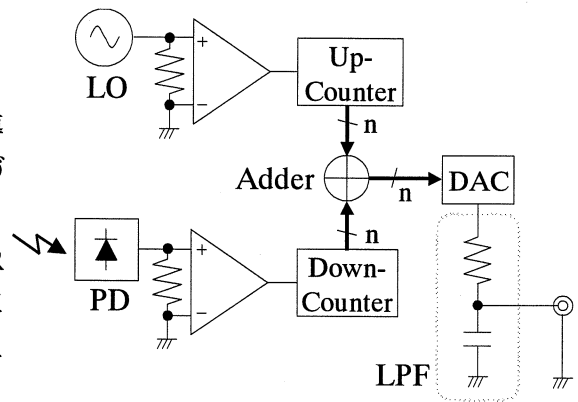 LO
+
−
Up-
Counter
n
Adder
n
DAC
n
PD
+
−
Down-
Counter
LPF